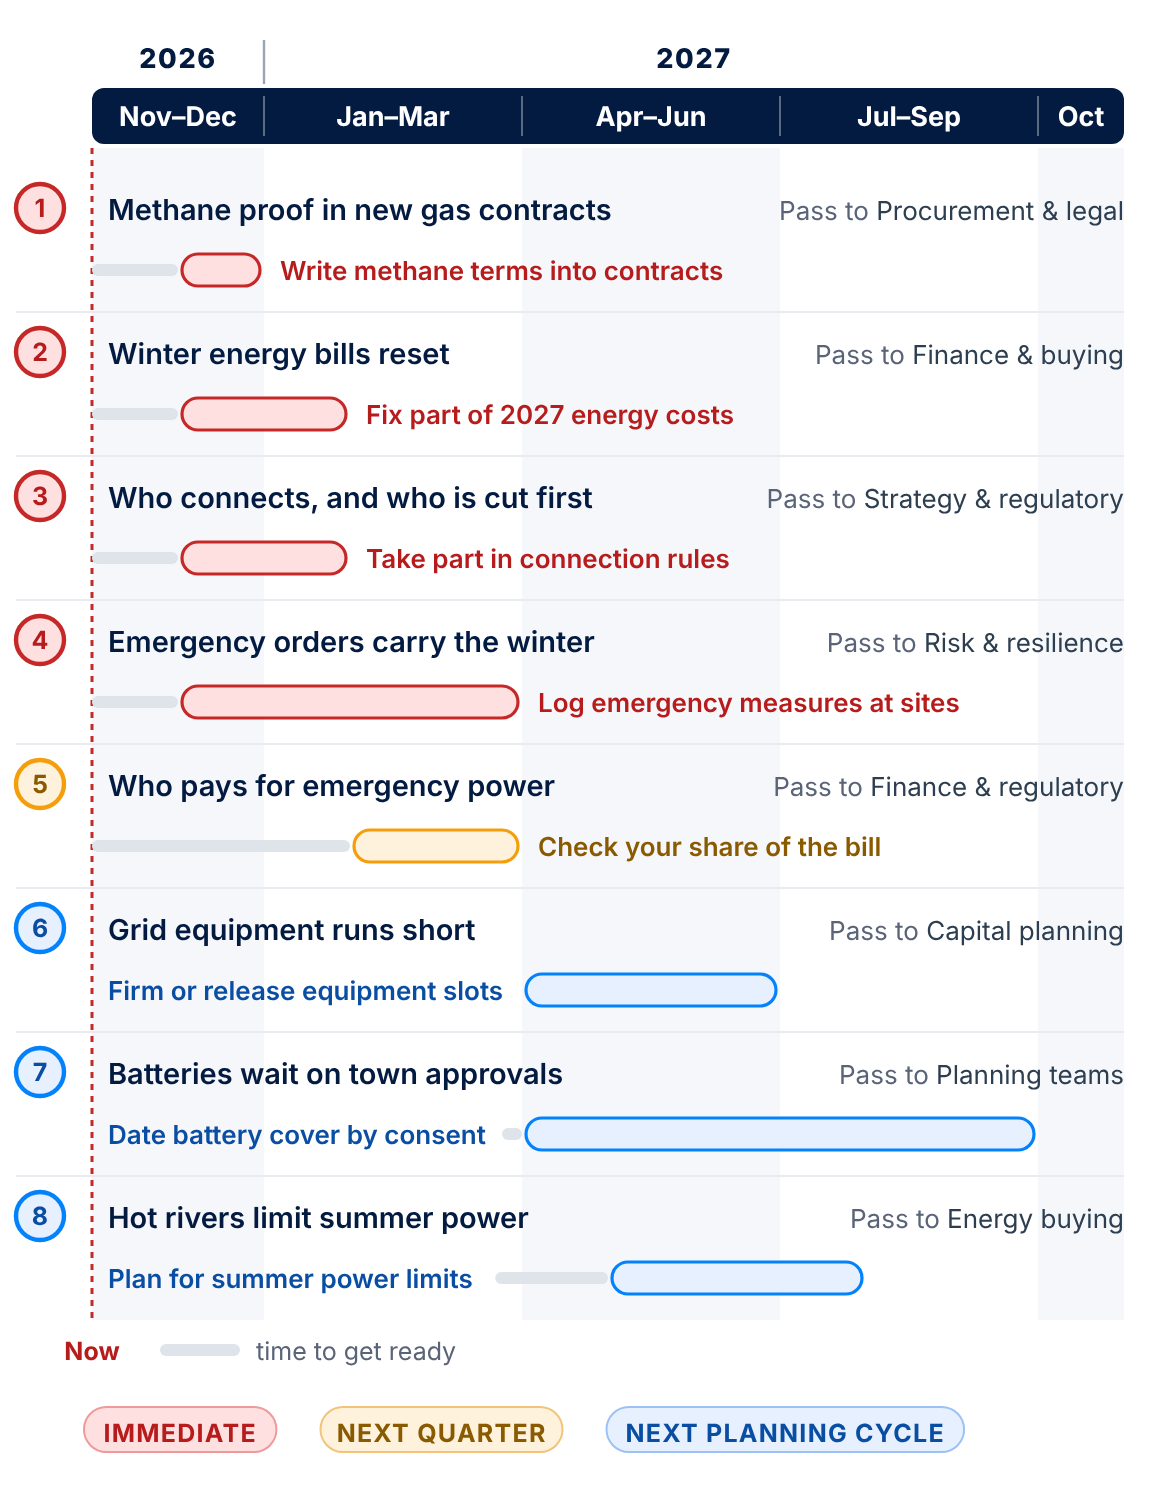 2026 2027
Nov–Dec Jan–Mar Apr–Jun Jul–Sep Oct
1 Methane proof in new gas contracts Pass to Procurement & legal
Write methane terms into contracts
2 Winter energy bills reset Pass to Finance & buying
Fix part of 2027 energy costs
3 Who connects, and who is cut first Pass to Strategy & regulatory
Take part in connection rules
4 Emergency orders carry the winter Pass to Risk & resilience
Log emergency measures at sites
5 Who pays for emergency power Pass to Finance & regulatory
Check your share of the bill
6 Grid equipment runs short Pass to Capital planning
Firm or release equipment slots
7 Batteries wait on town approvals Pass to Planning teams
Date battery cover by consent
8 Hot rivers limit summer power Pass to Energy buying
Plan for summer power limits
Now time to get ready
IMMEDIATE NEXT QUARTER NEXT PLANNING CYCLE